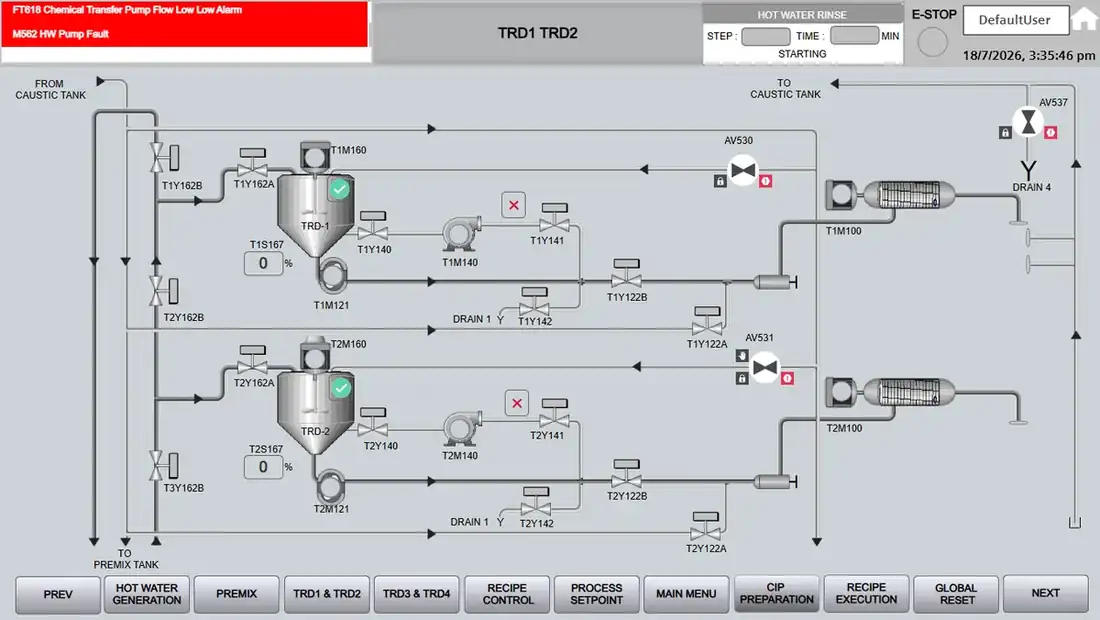 FT618 Chemical Transfer Pump Flow Low Low Alarm
M562 HW Pump Fault
TRD1 TRD2
HOT WATER RINSE
STEP : TIME : MIN
STARTING
E-STOP
DefaultUser
18/7/2026, 3:35:46 pm
FROM
CAUSTIC TANK
TO
CAUSTIC TANK
AV537
DRAIN 4
T1Y162B
T1Y162A
T1M160
AV530
TRD-1
T1S167
0 %
T1Y140
T1M140
T1Y141
T1M100
T1M121
T1Y122B
T2Y162B
DRAIN 1
T1Y142
T1Y122A
T2M160
AV531
T2Y162A
TRD-2
T2S167
0 %
T2Y140
T2M140
T2Y141
T2M100
T3Y162B
T2M121
T2Y122B
DRAIN 1
T2Y142
T2Y122A
TO
PREMIX TANK
PREV
HOT WATER
GENERATION
PREMIX
TRD1 & TRD2
TRD3 & TRD4
RECIPE
CONTROL
PROCESS
SETPOINT
MAIN MENU
CIP
PREPARATION
RECIPE
EXECUTION
GLOBAL
RESET
NEXT